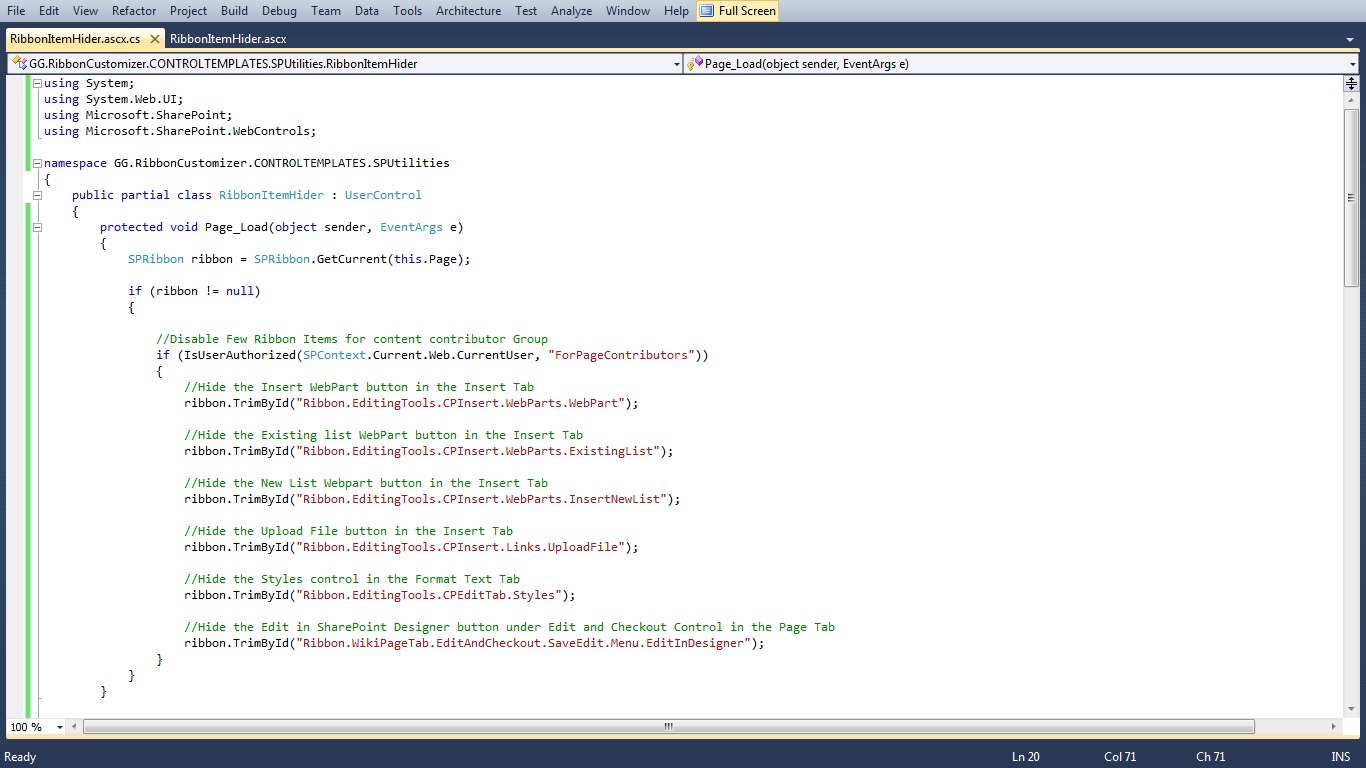 File Edit View Refactor Project Build Debug Team Data Tools Architecture Test Analyze Window Help Full Screen
RibbonItemHider.ascx.cs RibbonItemHider.ascx
GG.RibbonCustomizer.CONTROLTEMPLATES.SPUtilities.RibbonItemHider Page_Load(object sender, EventArgs e)
using System;
using System.Web.UI;
using Microsoft.SharePoint;
using Microsoft.SharePoint.WebControls;
namespace GG.RibbonCustomizer.CONTROLTEMPLATES.SPUtilities
{
public partial class RibbonItemHider : UserControl
{
protected void Page_Load(object sender, EventArgs e)
{
SPRibbon ribbon = SPRibbon.GetCurrent(this.Page);
if (ribbon != null)
{
//Disable Few Ribbon Items for content contributor Group
if (IsUserAuthorized(SPContext.Current.Web.CurrentUser, "ForPageContributors"))
{
//Hide the Insert WebPart button in the Insert Tab
ribbon.TrimById("Ribbon.EditingTools.CPInsert.WebParts.WebPart");
//Hide the Existing list WebPart button in the Insert Tab
ribbon.TrimById("Ribbon.EditingTools.CPInsert.WebParts.ExistingList");
//Hide the New List Webpart button in the Insert Tab
ribbon.TrimById("Ribbon.EditingTools.CPInsert.WebParts.InsertNewList");
//Hide the Upload File button in the Insert Tab
ribbon.TrimById("Ribbon.EditingTools.CPInsert.Links.UploadFile");
//Hide the Styles control in the Format Text Tab
ribbon.TrimById("Ribbon.EditingTools.CPEditTab.Styles");
//Hide the Edit in SharePoint Designer button under Edit and Checkout Control in the Page Tab
ribbon.TrimById("Ribbon.WikiPageTab.EditAndCheckout.SaveEdit.Menu.EditInDesigner");
}
}
}
100 %
Ready Ln 20 Col 71 Ch 71 INS